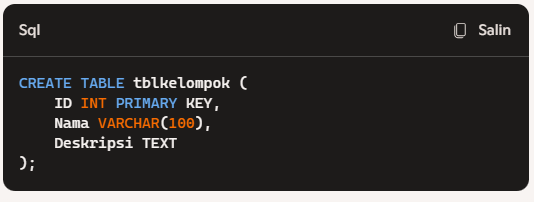 Sql
Salin
CREATE TABLE tblkelompok (
    ID INT PRIMARY KEY,
    Nama VARCHAR(100),
    Deskripsi TEXT
);